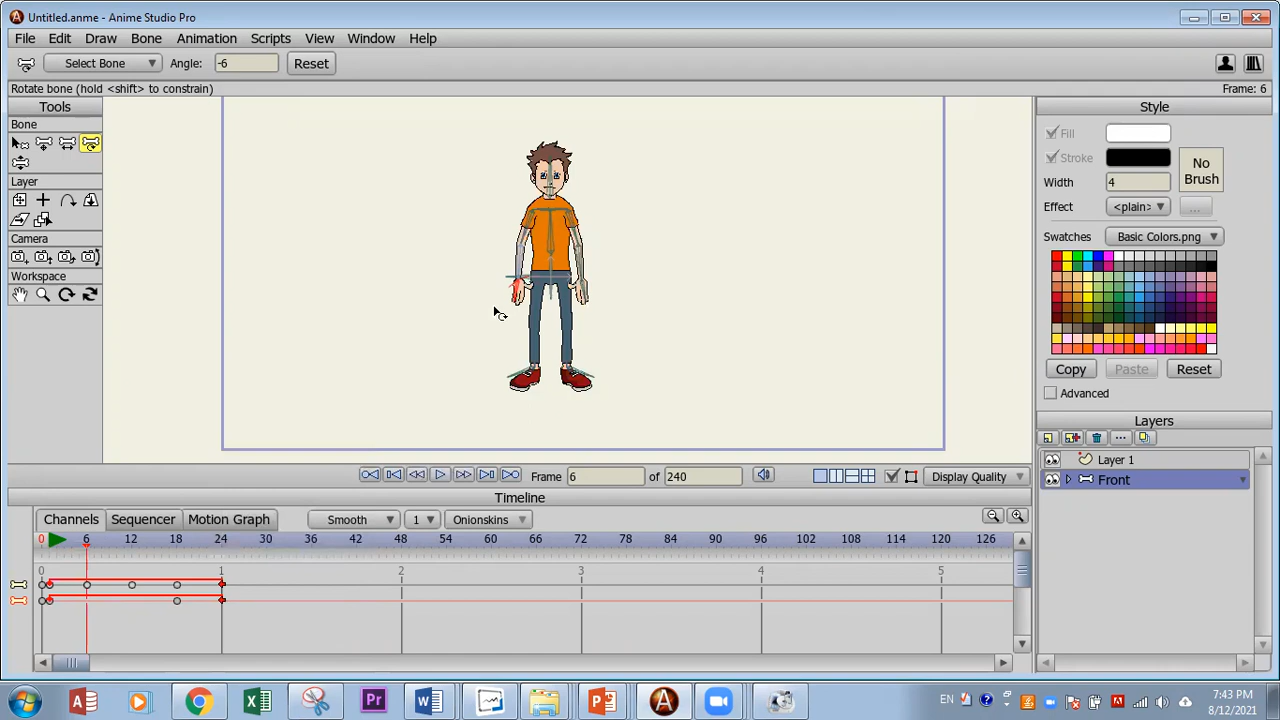 Untitled.anme - Anime Studio Pro
File Edit Draw Bone Animation Scripts View Window Help
Select Bone Angle: -6 Reset
Rotate bone (hold <shift> to constrain) Frame: 6
Tools
Bone
Layer
Camera
Workspace
Style
Fill
Stroke
No Brush
Width 4
Effect <plain> ...
Swatches Basic Colors.png
Copy Paste Reset
Advanced
Layers
Layer 1
Front
Frame 6 of 240 Display Quality
Timeline
Channels Sequencer Motion Graph Smooth 1 Onionskins
0 6 12 18 24 30 36 42 48 54 60 66 72 78 84 90 96 102 108 114 120 126
0 1 2 3 4 5
EN 7:43 PM
8/12/2021